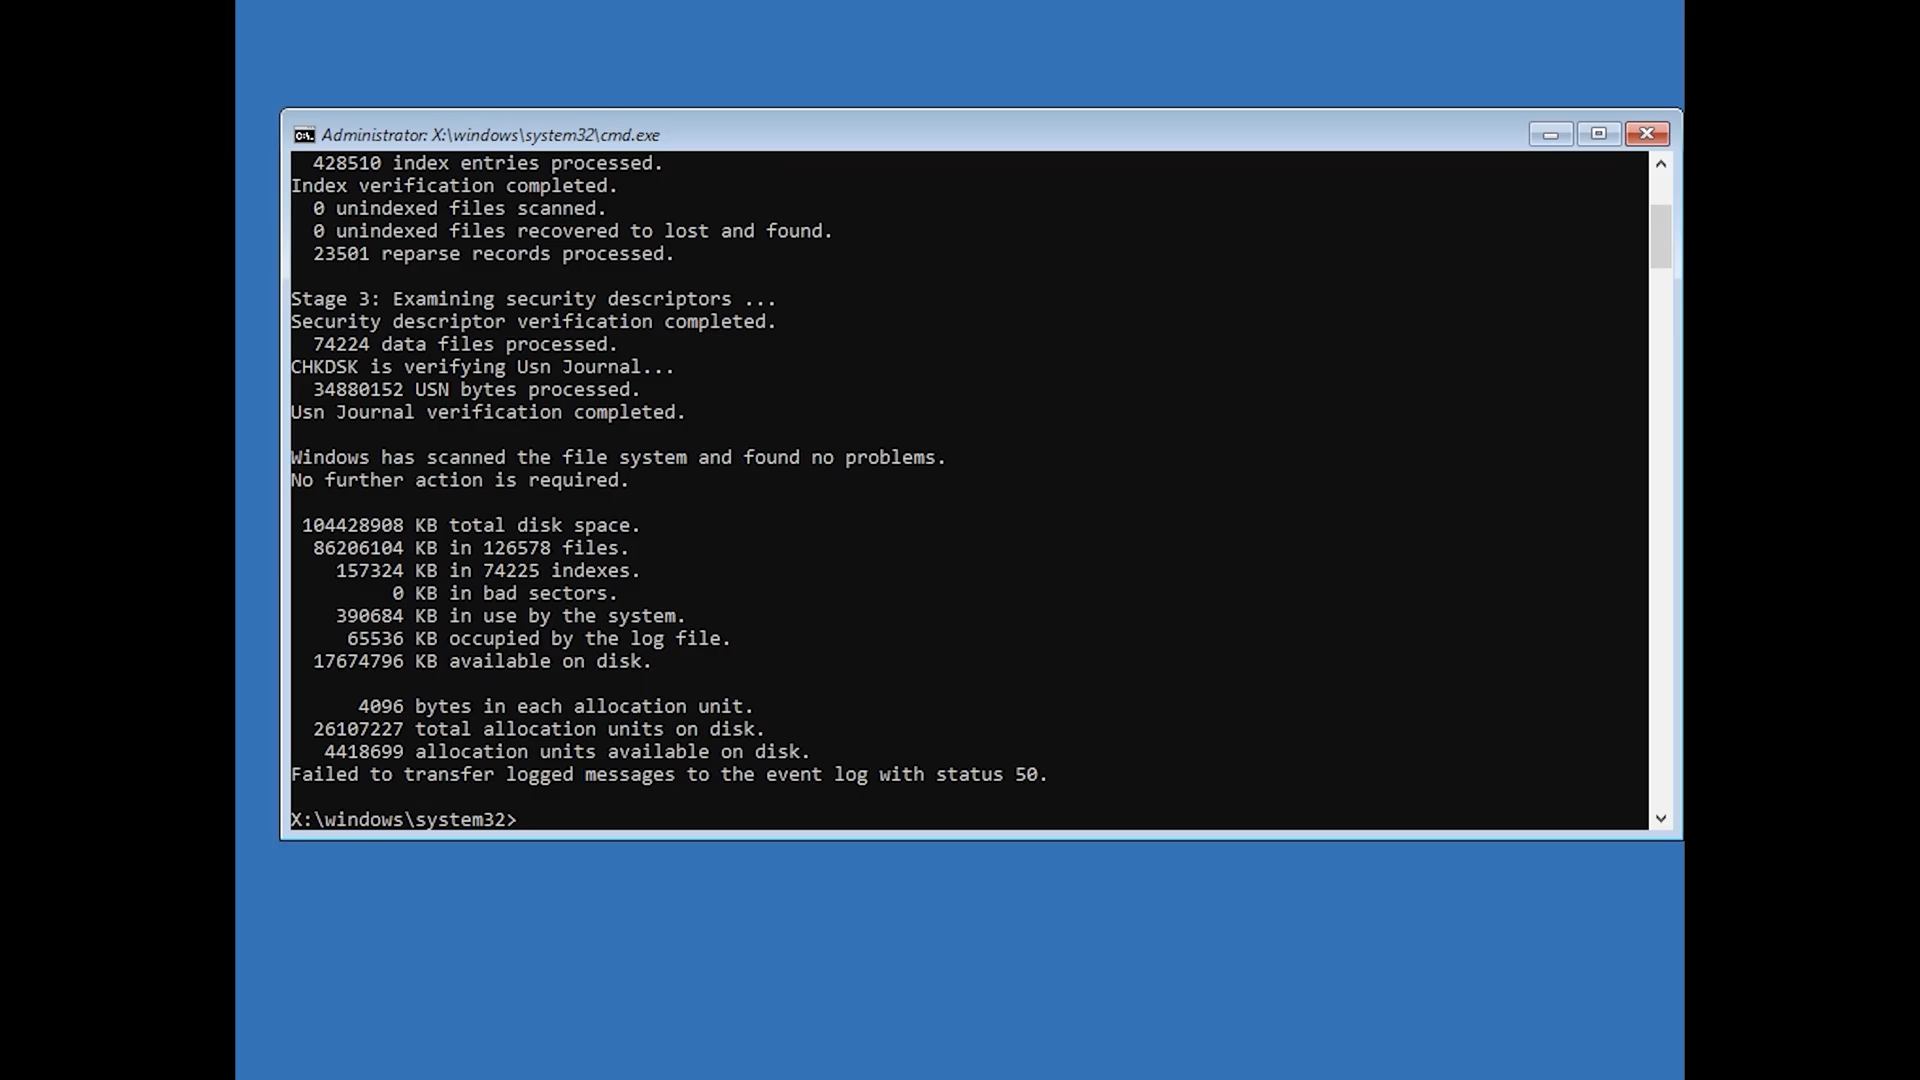 Administrator: X:\windows\system32\cmd.exe
428510 index entries processed.
Index verification completed.
0 unindexed files scanned.
0 unindexed files recovered to lost and found.
23501 reparse records processed.
Stage 3: Examining security descriptors ...
Security descriptor verification completed.
74224 data files processed.
CHKDSK is verifying Usn Journal...
34880152 USN bytes processed.
Usn Journal verification completed.
Windows has scanned the file system and found no problems.
No further action is required.
104428908 KB total disk space.
86206104 KB in 126578 files.
157324 KB in 74225 indexes.
0 KB in bad sectors.
390684 KB in use by the system.
65536 KB occupied by the log file.
17674796 KB available on disk.
4096 bytes in each allocation unit.
26107227 total allocation units on disk.
4418699 allocation units available on disk.
Failed to transfer logged messages to the event log with status 50.
X:\windows\system32>